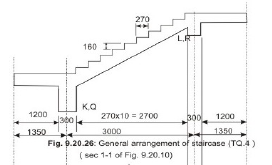 270
160
L,R
K,Q
1200
300
270x10 = 2700
300
1200
1350
3000
1350
Fig. 9.20.26: General arrangement of staircase (TQ.4 )
( sec 1-1 of Fig. 9.20.10)